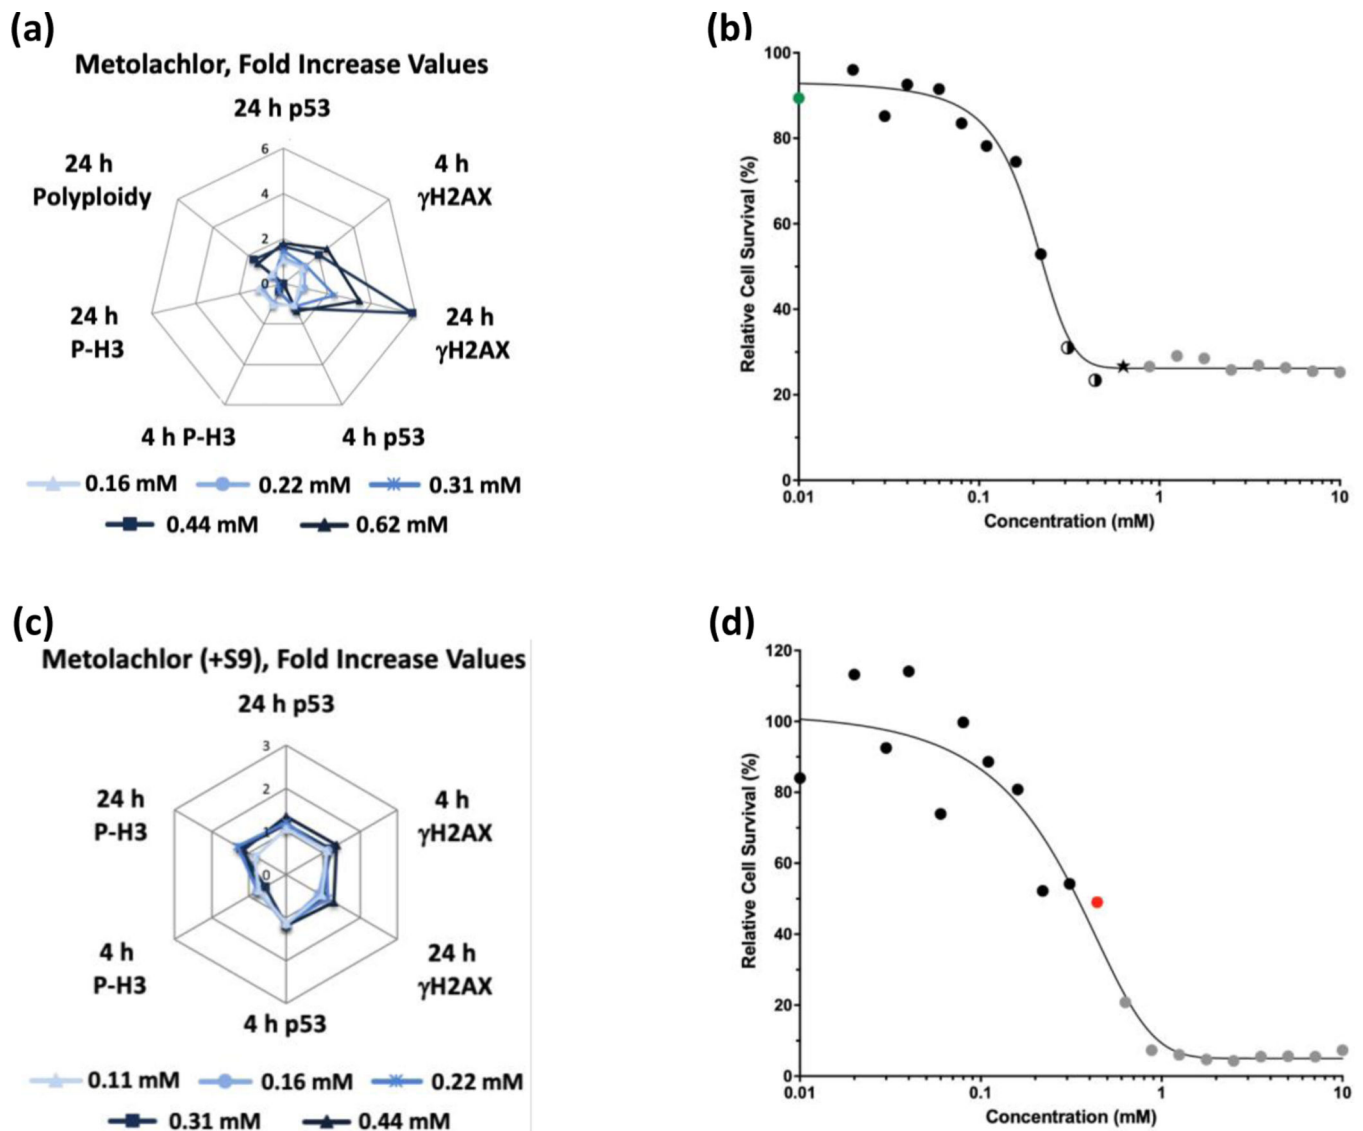 (a)
Metolachlor, Fold Increase Values
24 h p53
4 h
γH2AX
24 h
γH2AX
4 h p53
4 h P-H3
24 h
P-H3
24 h
Polyploidy
6
4
2
0
0.16 mM 0.22 mM 0.31 mM
0.44 mM 0.62 mM
(b)
Relative Cell Survival (%)
100
80
60
40
20
0
0.01 0.1 1 10
Concentration (mM)
(c)
Metolachlor (+S9), Fold Increase Values
24 h p53
4 h
γH2AX
24 h
γH2AX
4 h p53
4 h
P-H3
24 h
P-H3
3
2
1
0
0.11 mM 0.16 mM 0.22 mM
0.31 mM 0.44 mM
(d)
Relative Cell Survival (%)
120
100
80
60
40
20
0
0.01 0.1 1 10
Concentration (mM)